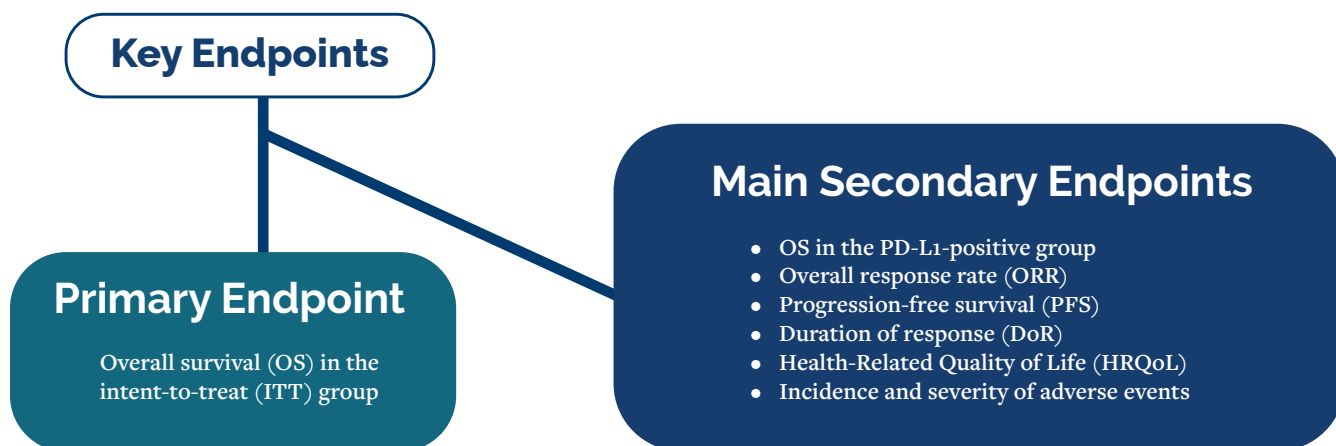 Key Endpoints
Primary Endpoint
Overall survival (OS) in the
intent-to-treat (ITT) group
Main Secondary Endpoints
• OS in the PD-L1-positive group
• Overall response rate (ORR)
• Progression-free survival (PFS)
• Duration of response (DoR)
• Health-Related Quality of Life (HRQoL)
• Incidence and severity of adverse events